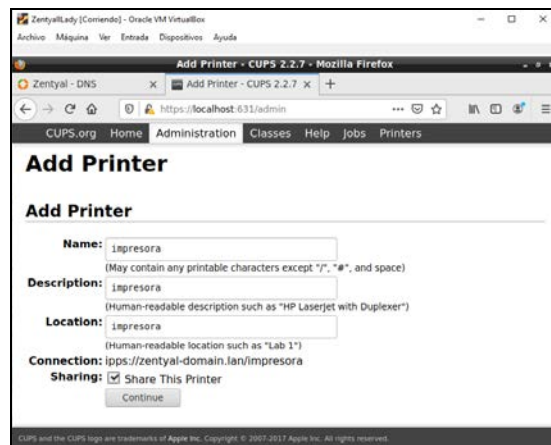 ZentyalLady [Corriendo] - Oracle VM VirtualBox
Archivo Máquina Ver Entrada Dispositivos Ayuda
Add Printer - CUPS 2.2.7 - Mozilla Firefox
Zentyal - DNS
Add Printer - CUPS 2.2.7
https://localhost:631/admin
CUPS.org Home Administration Classes Help Jobs Printers
Add Printer
Add Printer
Name: impresora
(May contain any printable characters except "/", "#", and space)
Description: impresora
(Human-readable description such as "HP LaserJet with Duplexer")
Location: impresora
(Human-readable location such as "Lab 1")
Connection: ipps://zentyal-domain.lan/impresora
Sharing: Share This Printer
Continue
CUPS and the CUPS logo are trademarks of Apple Inc. Copyright © 2007-2017 Apple Inc. All rights reserved.